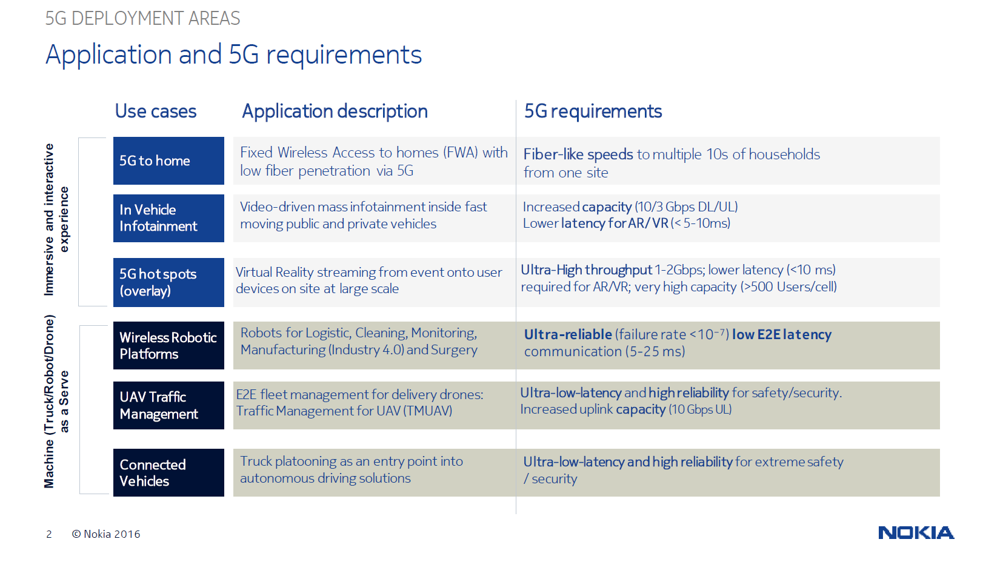 5G DEPLOYMENT AREAS
Application and 5G requirements
Use cases
Application description
5G requirements
Immersive and interactive
experience
5G to home
Fixed Wireless Access to homes (FWA) with
low fiber penetration via 5G
Fiber-like speeds to multiple 10s of households
from one site
In Vehicle
Infotainment
Video-driven mass infotainment inside fast
moving public and private vehicles
Increased capacity (10/3 Gbps DL/UL)
Lower latency for AR/VR (< 5-10ms)
5G hot spots
(overlay)
Virtual Reality streaming from event onto user
devices on site at large scale
Ultra-High throughput 1-2Gbps; lower latency (<10 ms)
required for AR/VR; very high capacity (>500 Users/cell)
Machine (Truck/Robot/Drone)
as a Serve
Wireless Robotic
Platforms
Robots for Logistic, Cleaning, Monitoring,
Manufacturing (Industry 4.0) and Surgery
Ultra-reliable (failure rate <10⁻⁷) low E2E latency
communication (5-25 ms)
UAV Traffic
Management
E2E fleet management for delivery drones:
Traffic Management for UAV (TMUAV)
Ultra-low-latency and high reliability for safety/security.
Increased uplink capacity (10 Gbps UL)
Connected
Vehicles
Truck platooning as an entry point into
autonomous driving solutions
Ultra-low-latency and high reliability for extreme safety
/ security
2 © Nokia 2016
NOKIA